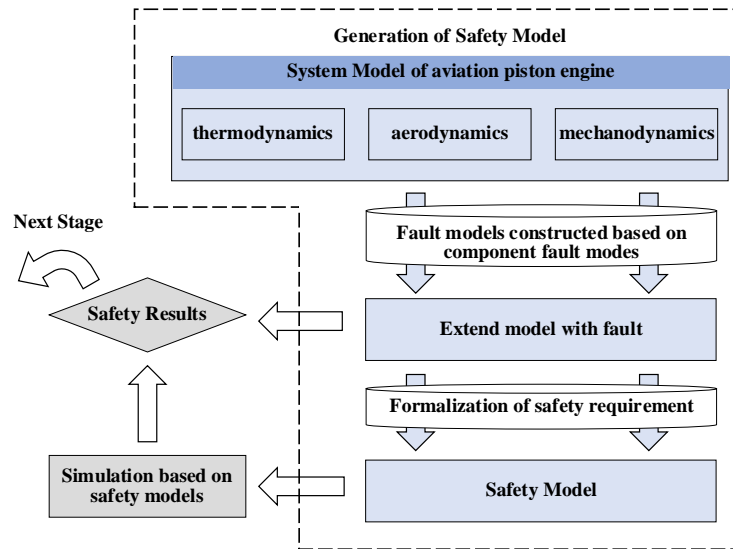 Generation of Safety Model
System Model of aviation piston engine
thermodynamics
aerodynamics
mechanodynamics
Next Stage
Fault models constructed based on
component fault modes
Safety Results
Extend model with fault
Formalization of safety requirement
Simulation based on
safety models
Safety Model